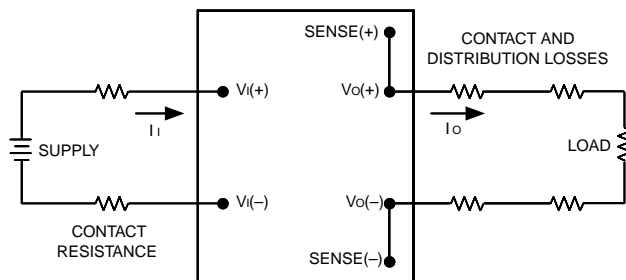 SENSE(+)
CONTACT AND
DISTRIBUTION LOSSES
VI(+)
VO(+)
II
IO
SUPPLY
LOAD
VI(–)
VO(–)
CONTACT
RESISTANCE
SENSE(–)